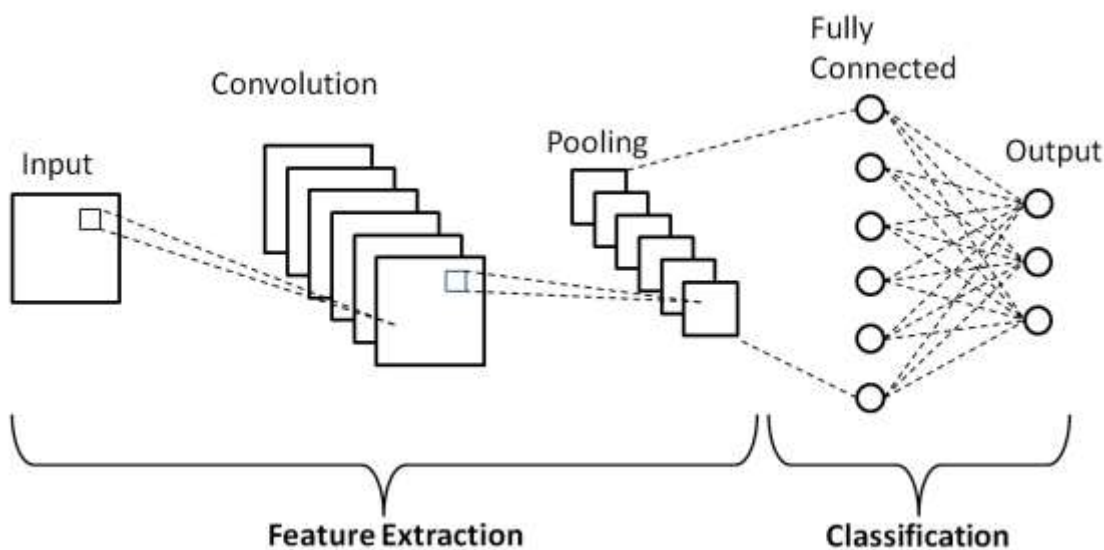 Input
Convolution
Pooling
Fully
Connected
Output
Feature Extraction
Classification